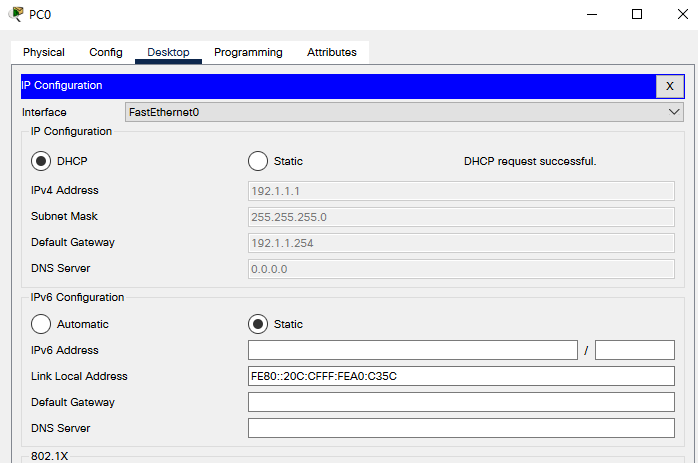 PC0
Physical Config Desktop Programming Attributes
IP Configuration X
Interface FastEthernet0
IP Configuration
DHCP Static DHCP request successful.
IPv4 Address 192.1.1.1
Subnet Mask 255.255.255.0
Default Gateway 192.1.1.254
DNS Server 0.0.0.0
IPv6 Configuration
Automatic Static
IPv6 Address /
Link Local Address FE80::20C:CFFF:FEA0:C35C
Default Gateway
DNS Server
802.1X